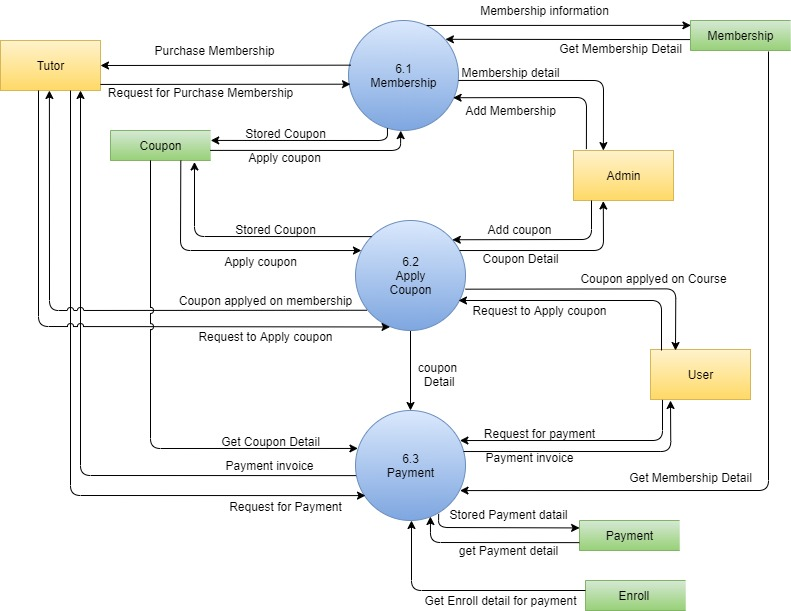 Membership information
Membership
Get Membership Detail
Tutor
Purchase Membership
Request for Purchase Membership
6.1
Membership
Membership detail
Add Membership
Coupon
Stored Coupon
Apply coupon
Admin
Stored Coupon
Apply coupon
6.2
Apply
Coupon
Add coupon
Coupon Detail
Coupon applyed on Course
Request to Apply coupon
Coupon applyed on membership
Request to Apply coupon
coupon
Detail
User
Get Coupon Detail
Payment invoice
Request for Payment
6.3
Payment
Request for payment
Payment invoice
Get Membership Detail
Stored Payment datail
get Payment detail
Payment
Get Enroll detail for payment
Enroll